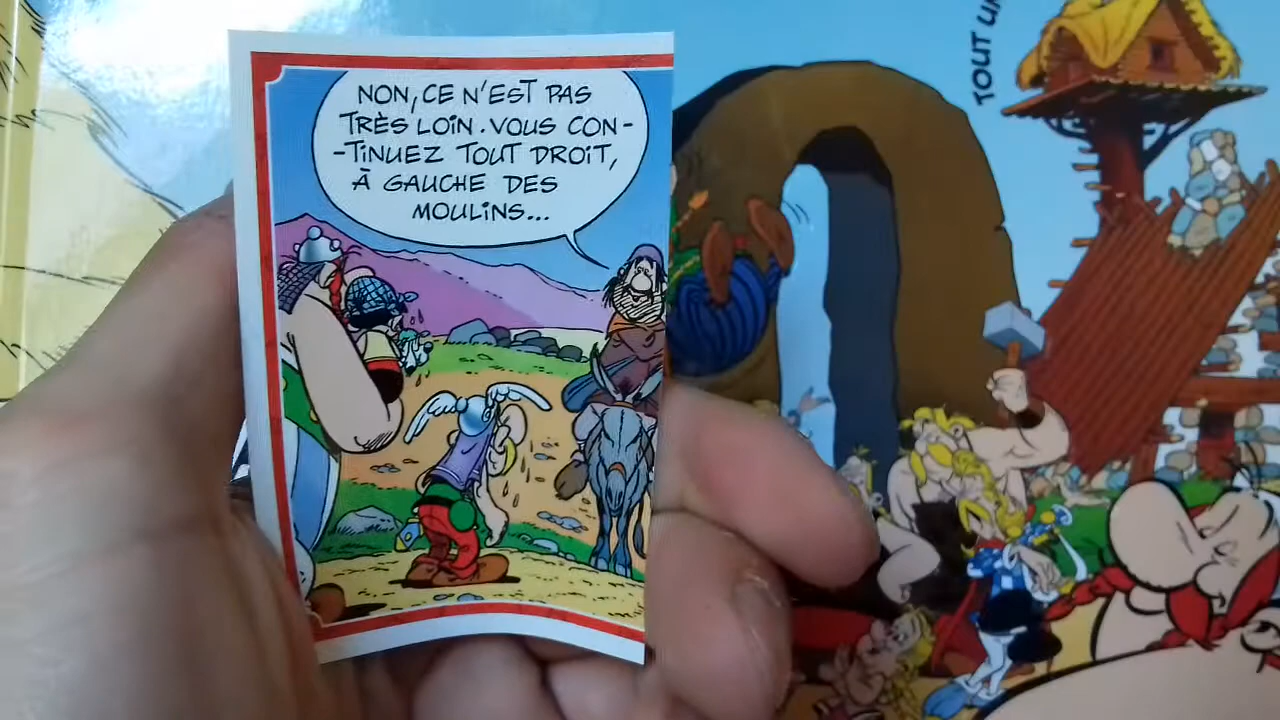 NON, CE N'EST PAS
TRÈS LOIN. VOUS CON-
-TINUEZ TOUT DROIT,
À GAUCHE DES
MOULINS...
TOUT